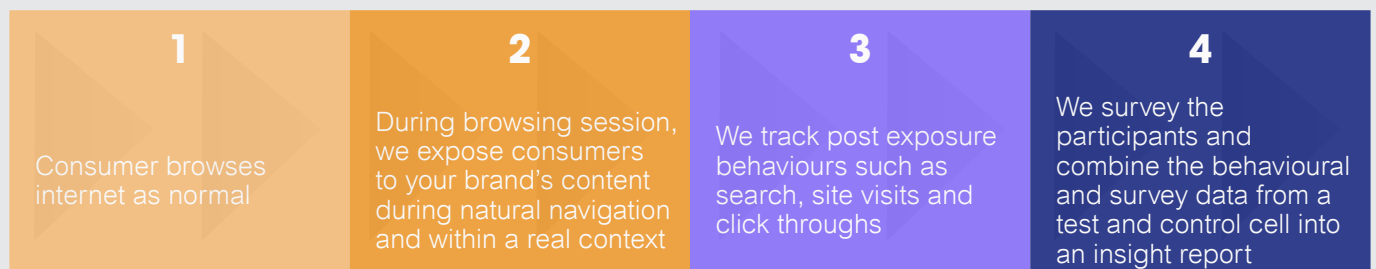 1
Consumer browses
internet as normal
2
During browsing session,
we expose consumers
to your brand's content
during natural navigation
and within a real context
3
We track post exposure
behaviours such as
search, site visits and
click throughs
4
We survey the
participants and
combine the behavioural
and survey data from a
test and control cell into
an insight report